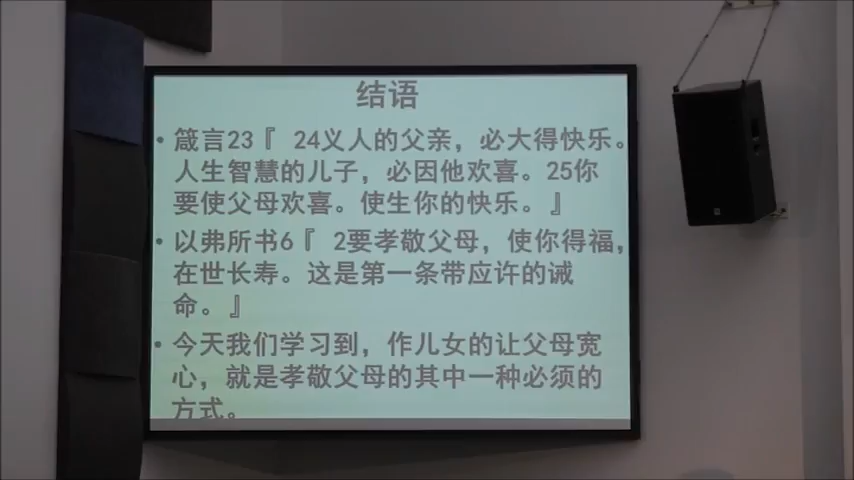 结语
• 箴言23『 24义人的父亲，必大得快乐。
人生智慧的儿子，必因他欢喜。25你
要使父母欢喜。使生你的快乐。』
• 以弗所书6『 2要孝敬父母，使你得福，
在世长寿。这是第一条带应许的诫
命。』
• 今天我们学习到，作儿女的让父母宽
心，就是孝敬父母的其中一种必须的
方式。